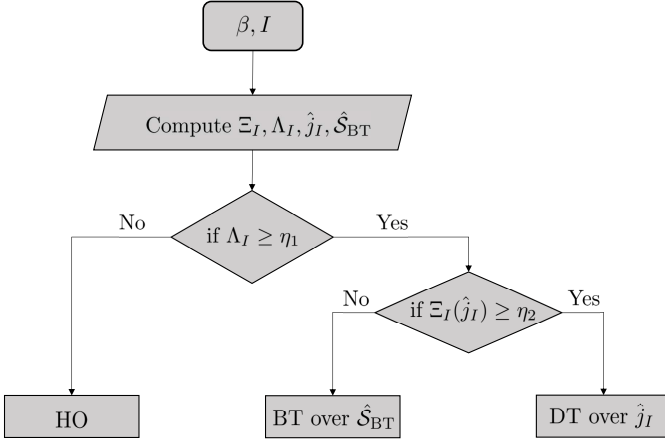 β, I
Compute Ξ_I, Λ_I, ĵ_I, Ŝ_BT
No
if Λ_I ≥ η_1
Yes
No
if Ξ_I(ĵ_I) ≥ η_2
Yes
HO
BT over Ŝ_BT
DT over ĵ_I